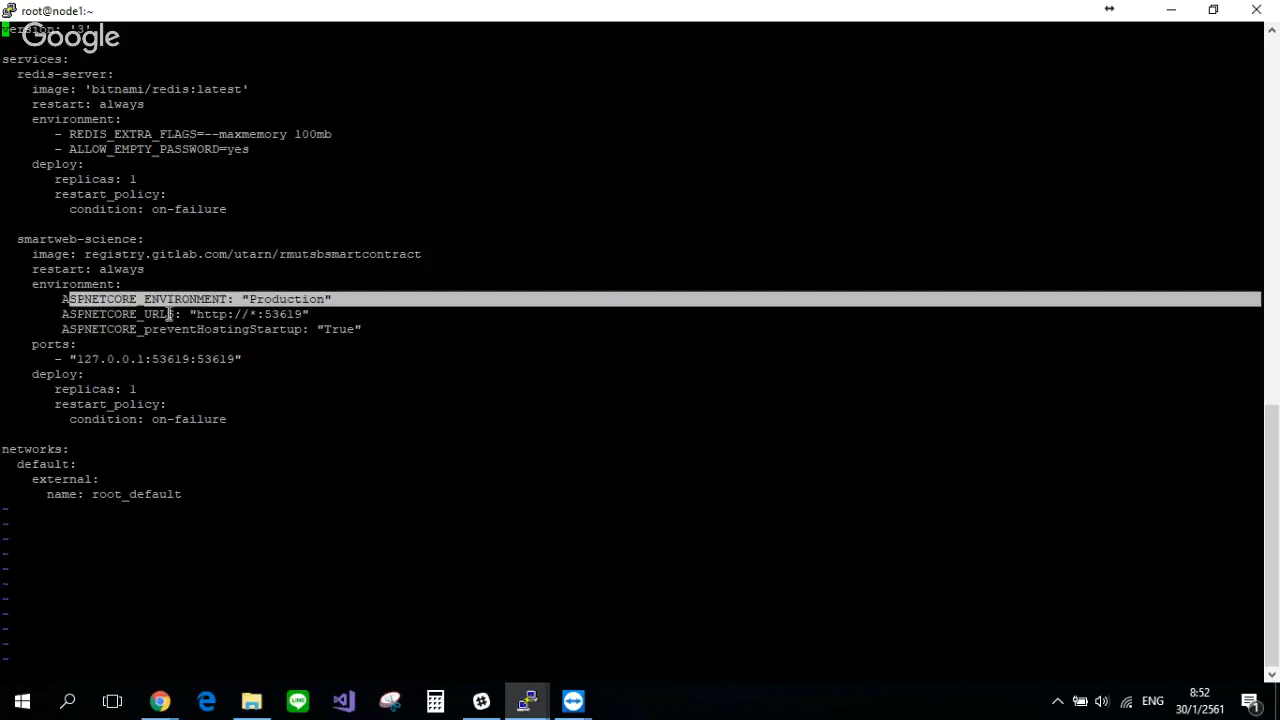 root@node1:~
version: '3'
Google
services:
redis-server:
image: 'bitnami/redis:latest'
restart: always
environment:
- REDIS_EXTRA_FLAGS=--maxmemory 100mb
- ALLOW_EMPTY_PASSWORD=yes
deploy:
replicas: 1
restart_policy:
condition: on-failure
smartweb-science:
image: registry.gitlab.com/utarn/rmutsbsmartcontract
restart: always
environment:
ASPNETCORE_ENVIRONMENT: "Production"
ASPNETCORE_URLS: "http://*:53619"
ASPNETCORE_preventHostingStartup: "True"
ports:
- "127.0.0.1:53619:53619"
deploy:
replicas: 1
restart_policy:
condition: on-failure
networks:
default:
external:
name: root_default
~
~
~
~
~
~
~
~
~
~
~
ENG
8:52
30/1/2561
1